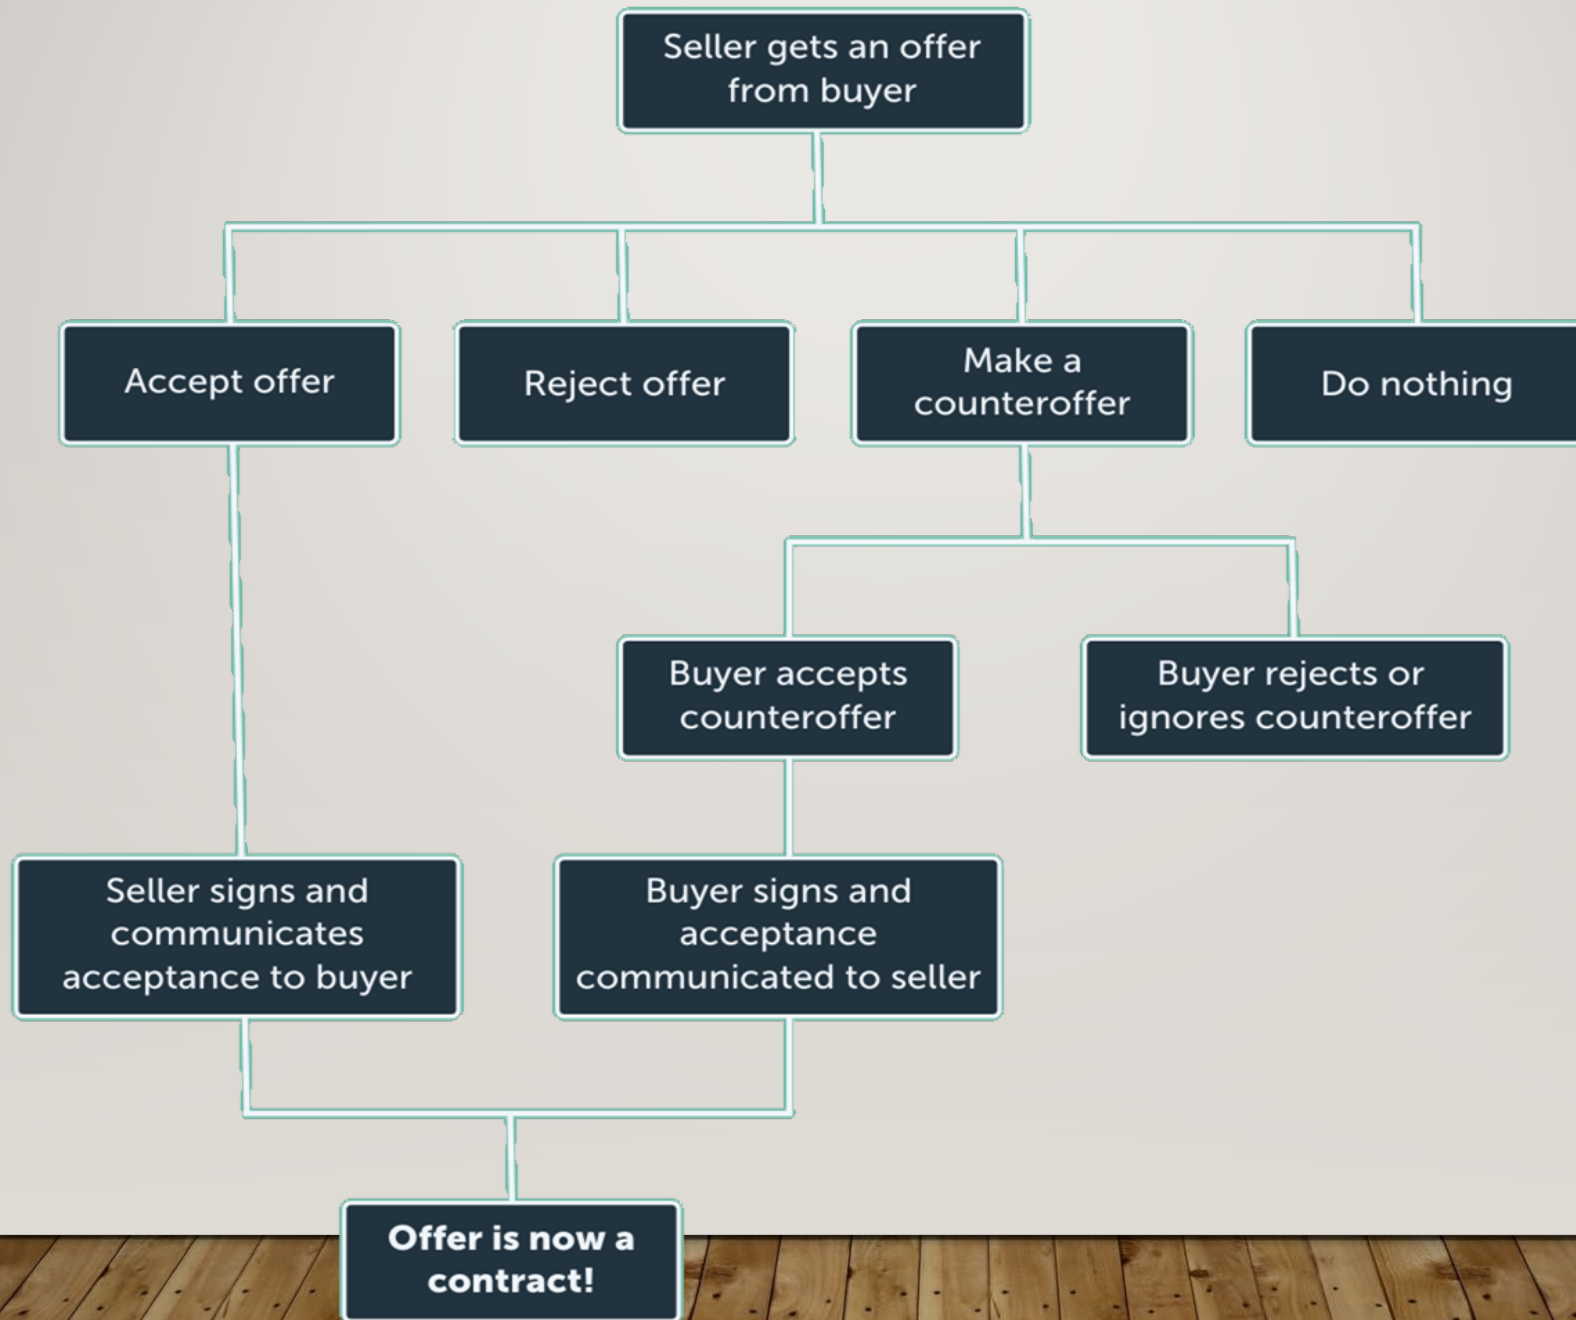 Seller gets an offer
from buyer
Accept offer
Reject offer
Make a
counteroffer
Do nothing
Buyer accepts
counteroffer
Buyer rejects or
ignores counteroffer
Seller signs and
communicates
acceptance to buyer
Buyer signs and
acceptance
communicated to seller
Offer is now a
contract!